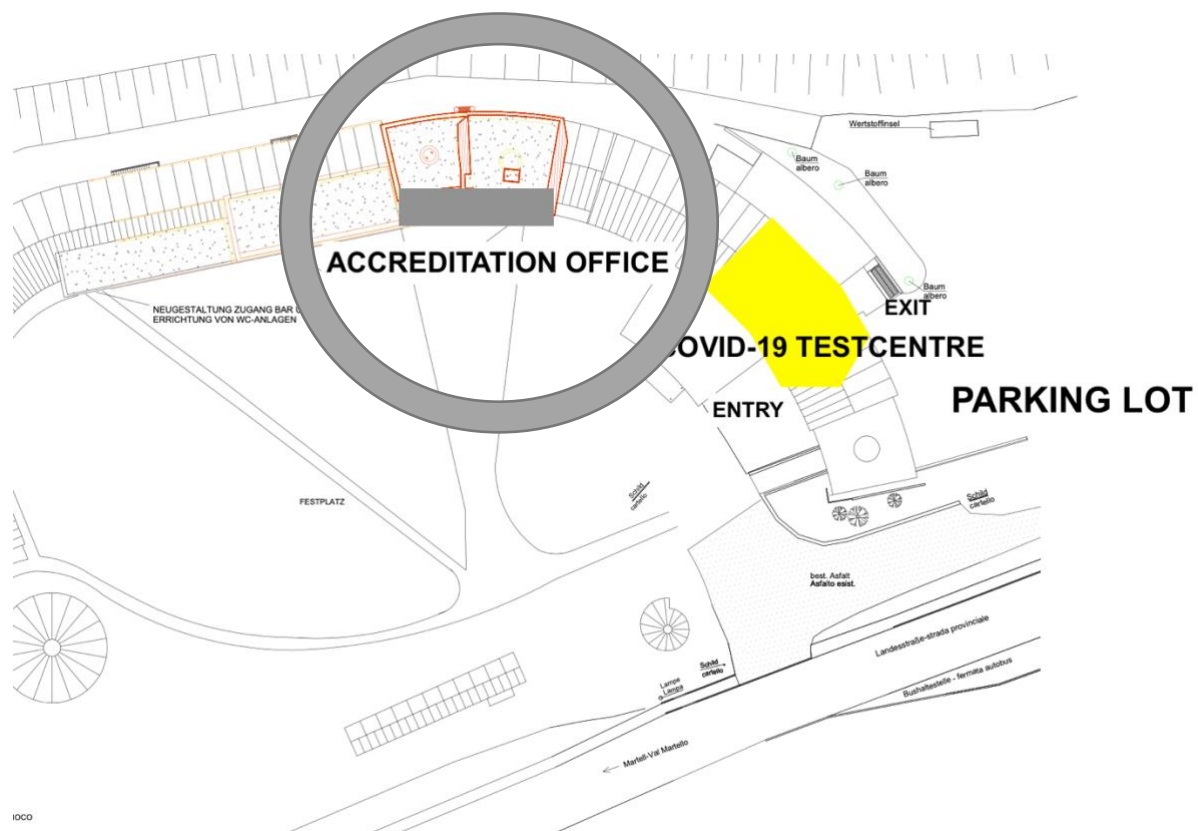 Wertstoffinsel
Baum
albero
Baum
albero
ACCREDITATION OFFICE
Baum
albero
EXIT
NEUGESTALTUNG ZUGANG BAR
ERRICHTUNG VON WC-ANLAGEN
COVID-19 TESTCENTRE
PARKING LOT
ENTRY
FESTPLATZ
Schild
cartello
Schild
cartello
best. Asfalt
Asfalto esist.
Landesstraße-strada provinciale
Schild
cartello
Lampe
Lampa
Bushaltestelle - fermata autobus
Martell-Val Martello